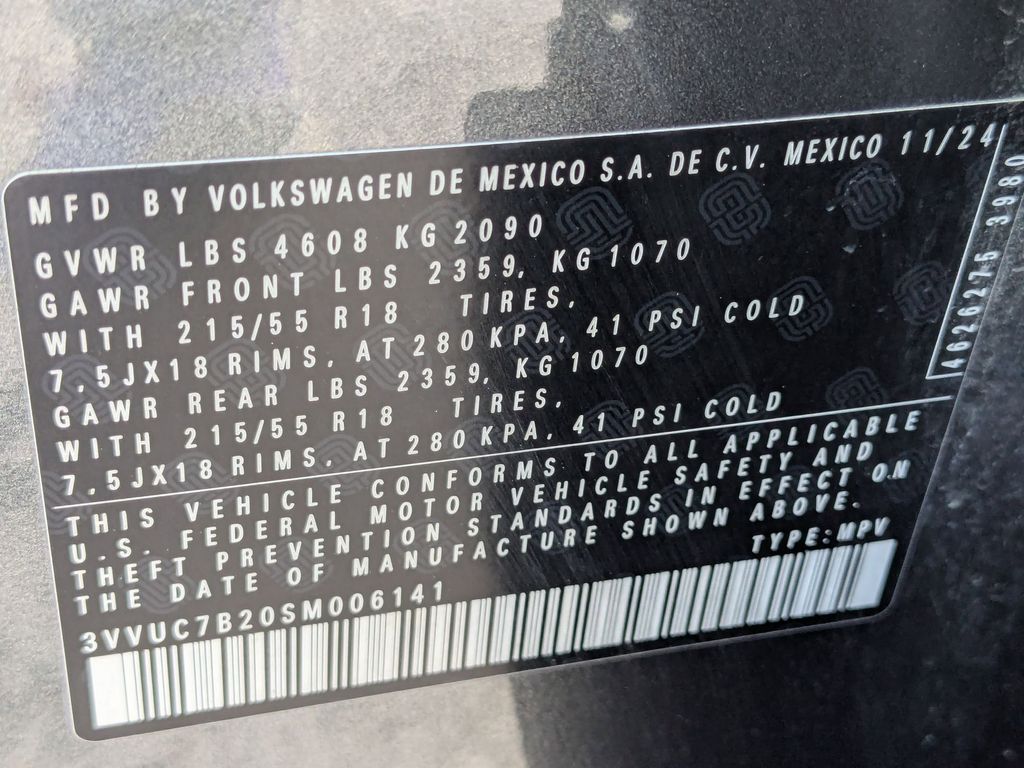 MFD BY VOLKSWAGEN DE MEXICO S.A. DE C.V. MEXICO 11/24
GVWR LBS 4608 KG 2090
GAWR FRONT LBS 2359. KG 1070
WITH 215/55 R18 TIRES.
7.5JX18 RIMS. AT 280 KPA. 41 PSI COLD
GAWR REAR LBS 2359. KG 1070
WITH 215/55 R18 TIRES.
7.5JX18 RIMS. AT 280 KPA. 41 PSI COLD
4626275 3980
THIS VEHICLE CONFORMS TO ALL APPLICABLE
U.S. FEDERAL MOTOR VEHICLE SAFETY AND
THEFT PREVENTION STANDARDS IN EFFECT ON
THE DATE OF MANUFACTURE SHOWN ABOVE.
TYPE:MPV
3VVUC7B20SM006141